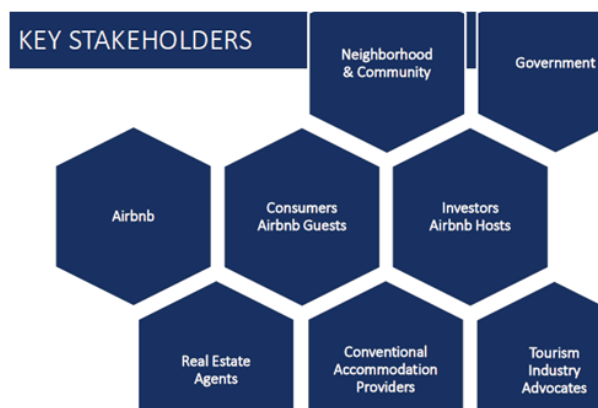 KEY STAKEHOLDERS
Neighborhood
& Community
Government
Airbnb
Consumers
Airbnb Guests
Investors
Airbnb Hosts
Real Estate
Agents
Conventional
Accommodation
Providers
Tourism
Industry
Advocates